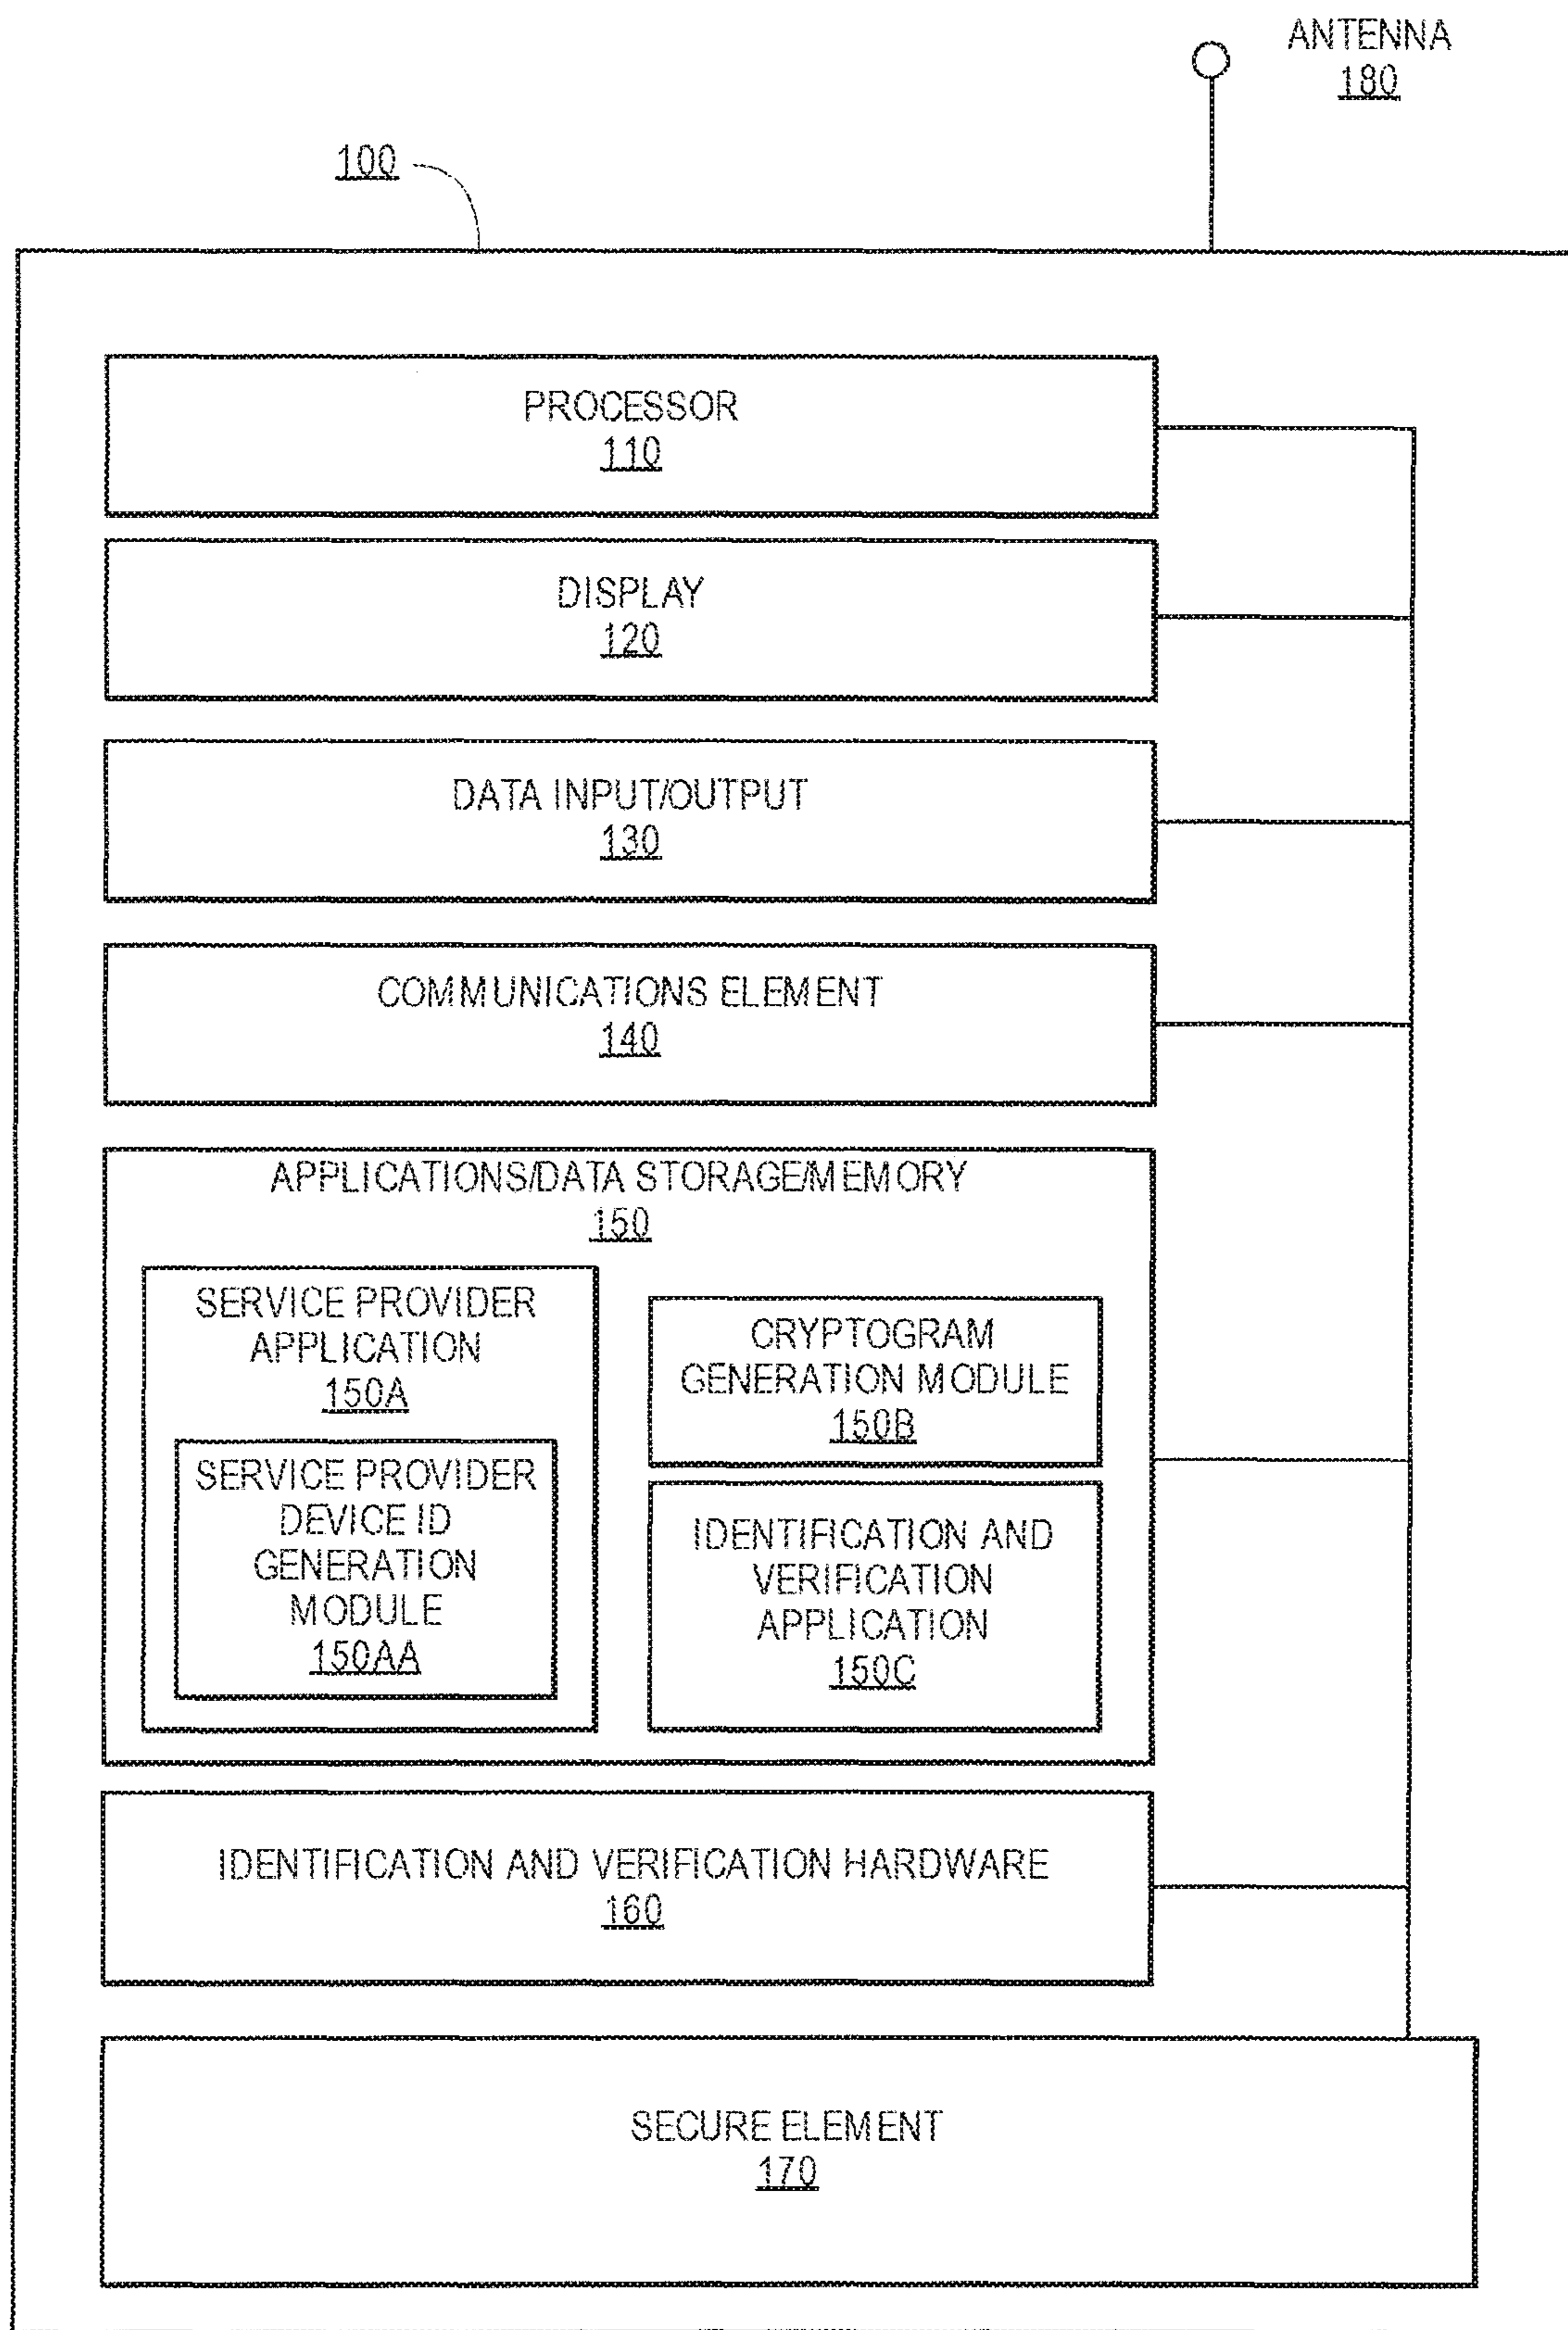 ANTENNA
180
100
PROCESSOR
110
DISPLAY
120
DATA INPUT/OUTPUT
130
COMMUNICATIONS ELEMENT
140
APPLICATIONS/DATA STORAGE/MEMORY
150
SERVICE PROVIDER
APPLICATION
150A
SERVICE PROVIDER
DEVICE ID
GENERATION
MODULE
150AA
CRYPTOGRAM
GENERATION MODULE
150B
IDENTIFICATION AND
VERIFICATION
APPLICATION
150C
IDENTIFICATION AND VERIFICATION HARDWARE
160
SECURE ELEMENT
170